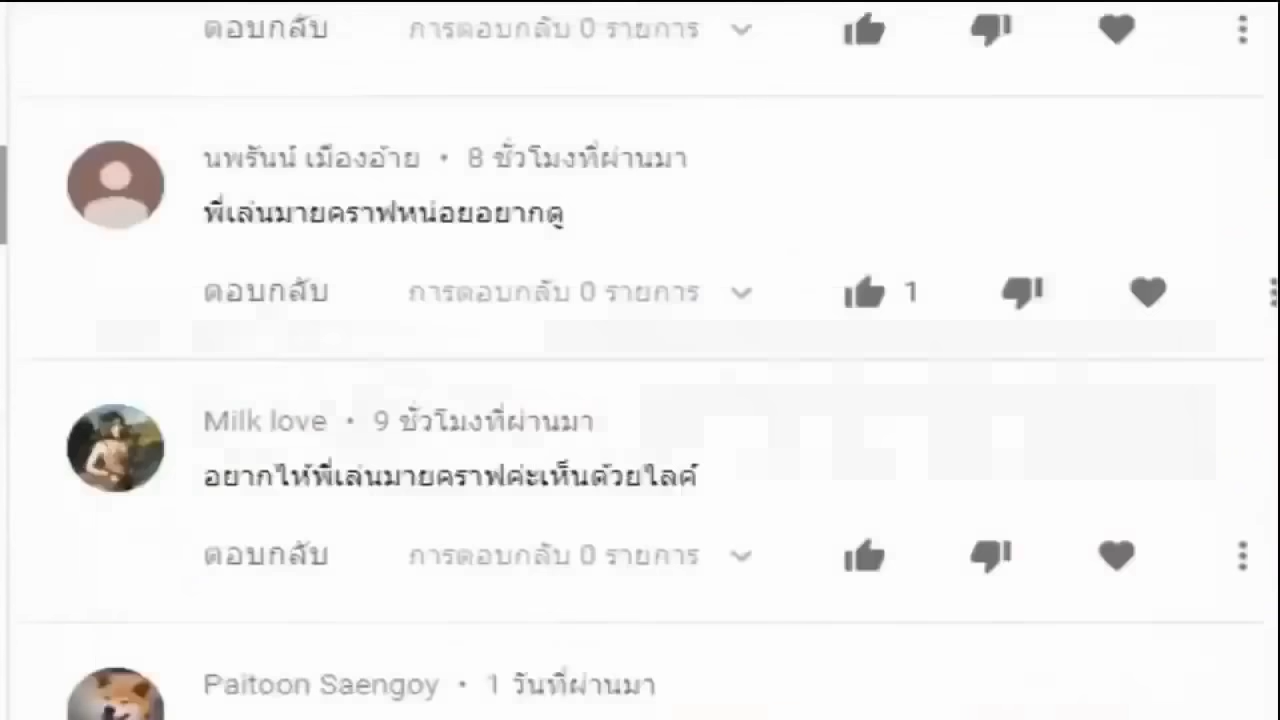 ตอบกลับ การตอบกลับ 0 รายการ
นพรันน์ เมืองอ้าย • 8 ชั่วโมงที่ผ่านมา
พี่เล่นมายคราฟหน่อยอยากดู
ตอบกลับ การตอบกลับ 0 รายการ 1
Milk love • 9 ชั่วโมงที่ผ่านมา
อยากให้พี่เล่นมายคราฟค่ะเห็นด้วยไลค์
ตอบกลับ การตอบกลับ 0 รายการ
Paitoon Saengoy • 1 วันที่ผ่านมา